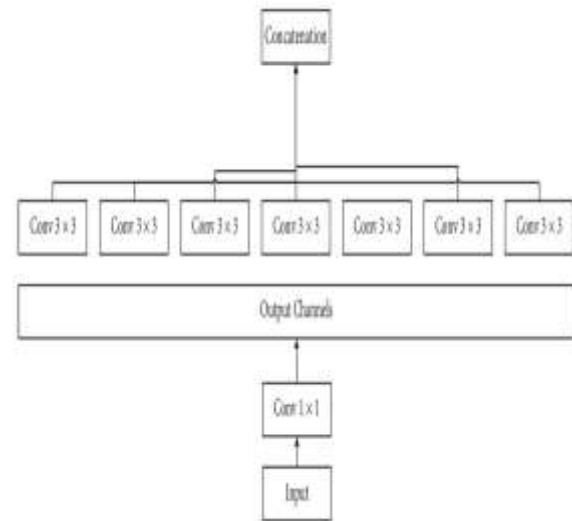 Concatenation
Conv 3 × 3 Conv 3 × 3 Conv 3 × 3 Conv 3 × 3 Conv 3 × 3 Conv 3 × 3 Conv 3 × 3
Output Channels
Conv 1 × 1
Input